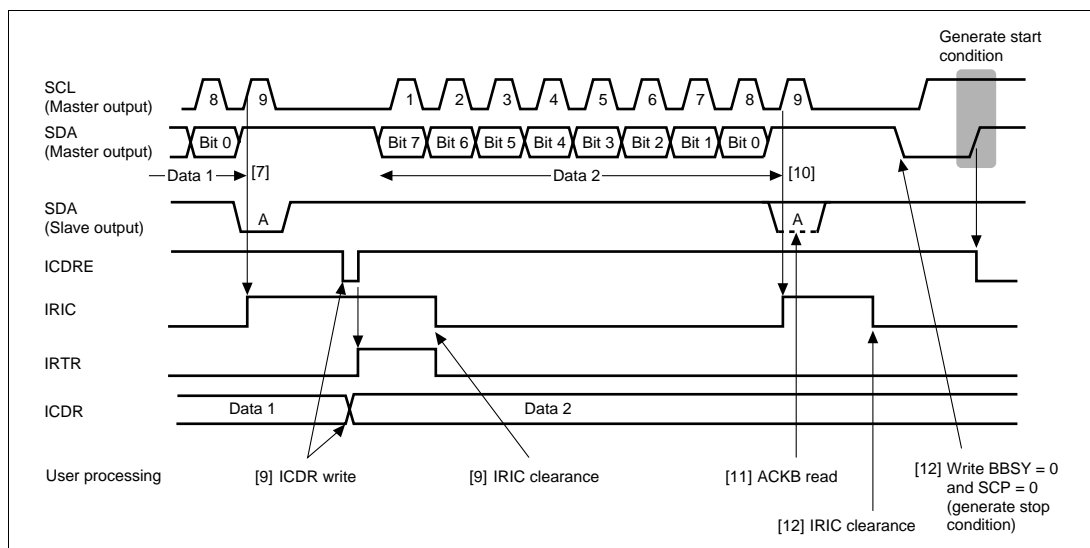 Generate start
condition
SCL
(Master output)
8 9 1 2 3 4 5 6 7 8 9
SDA
(Master output)
Bit 0 Bit 7 Bit 6 Bit 5 Bit 4 Bit 3 Bit 2 Bit 1 Bit 0
Data 1 [7] Data 2 [10]
SDA
(Slave output)
A A
ICDRE
IRIC
IRTR
ICDR
Data 1 Data 2
User processing
[9] ICDR write
[9] IRIC clearance
[11] ACKB read
[12] Write BBSY = 0
and SCP = 0
(generate stop
condition)
[12] IRIC clearance